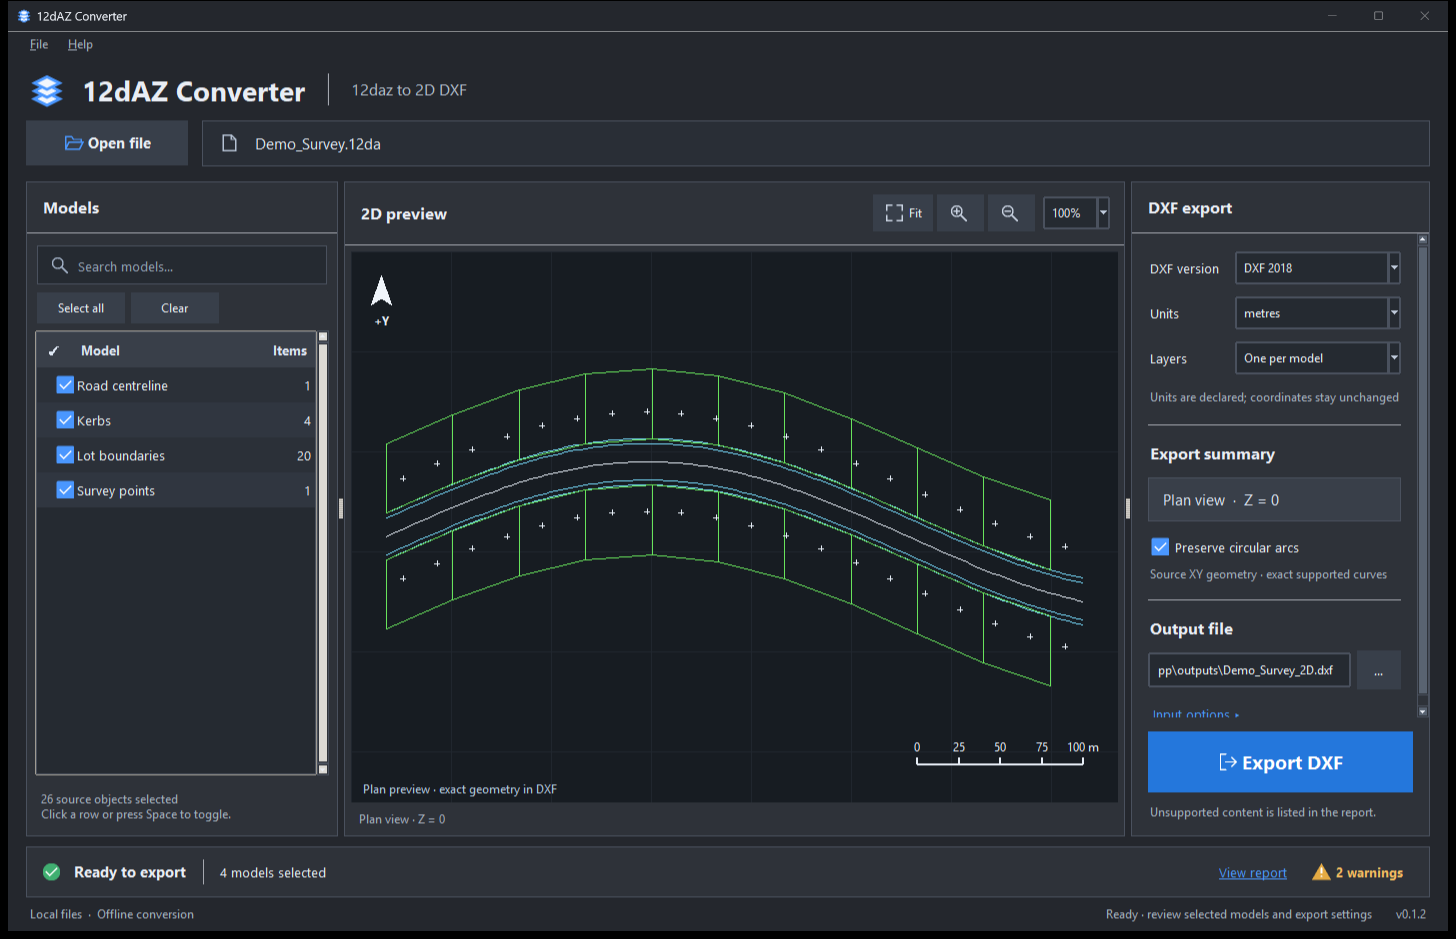 12dAZ Converter
File Help
12dAZ Converter
12daz to 2D DXF
Open file
Demo_Survey.12da
Models
Search models...
Select all
Clear
✓ Model Items
Road centreline 1
Kerbs 4
Lot boundaries 20
Survey points 1
26 source objects selected
Click a row or press Space to toggle.
2D preview
Fit
100%
+Y
0 25 50 75 100 m
Plan preview · exact geometry in DXF
Plan view · Z = 0
DXF export
DXF version DXF 2018
Units metres
Layers One per model
Units are declared; coordinates stay unchanged
Export summary
Plan view · Z = 0
Preserve circular arcs
Source XY geometry · exact supported curves
Output file
pp\outputs\Demo_Survey_2D.dxf
...
Input options ▸
Export DXF
Unsupported content is listed in the report.
Ready to export
4 models selected
View report
2 warnings
Local files · Offline conversion
Ready · review selected models and export settings
v0.1.2